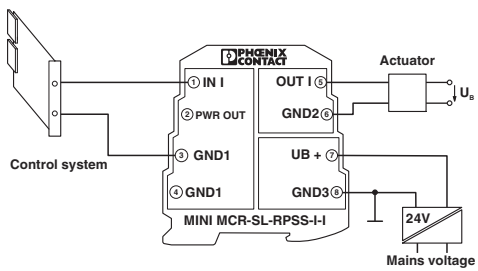 PHŒNIX
CONTACT
Actuator
1 IN I
OUT I 5
U B
2 PWR OUT
GND2 6
Control system
3 GND1
UB + 7
4 GND1
GND3 8
MINI MCR-SL-RPSS-I-I
24V
Mains voltage